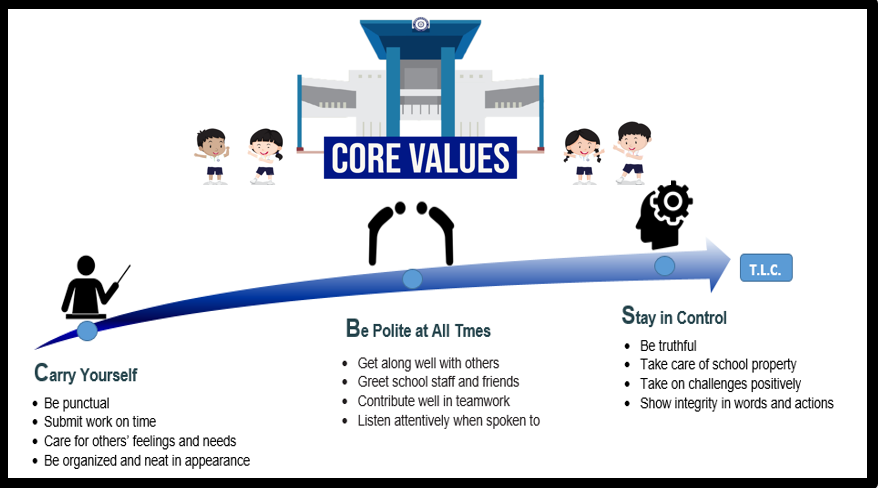 CORE VALUES
T.L.C.
Carry Yourself
• Be punctual
• Submit work on time
• Care for others’ feelings and needs
• Be organized and neat in appearance
Be Polite at All Tmes
• Get along well with others
• Greet school staff and friends
• Contribute well in teamwork
• Listen attentively when spoken to
Stay in Control
• Be truthful
• Take care of school property
• Take on challenges positively
• Show integrity in words and actions